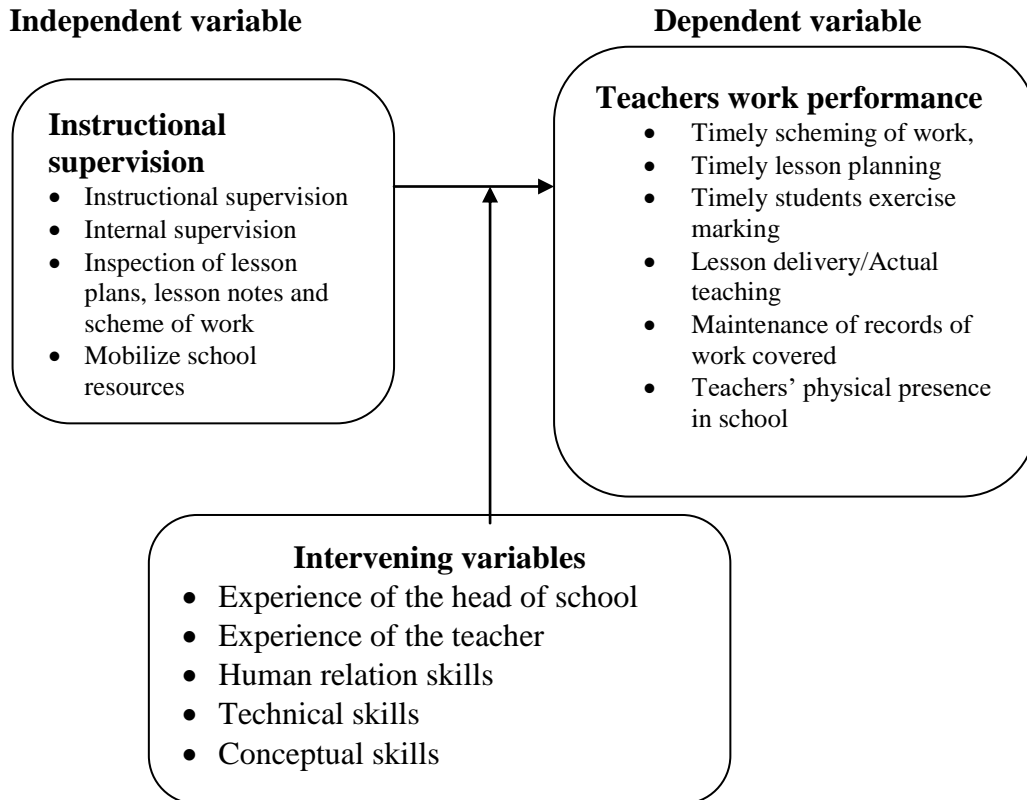 Independent variable
Dependent variable
Instructional
supervision
• Instructional supervision
• Internal supervision
• Inspection of lesson
plans, lesson notes and
scheme of work
• Mobilize school
resources
Teachers work performance
• Timely scheming of work,
• Timely lesson planning
• Timely students exercise
marking
• Lesson delivery/Actual
teaching
• Maintenance of records of
work covered
• Teachers’ physical presence
in school
Intervening variables
• Experience of the head of school
• Experience of the teacher
• Human relation skills
• Technical skills
• Conceptual skills